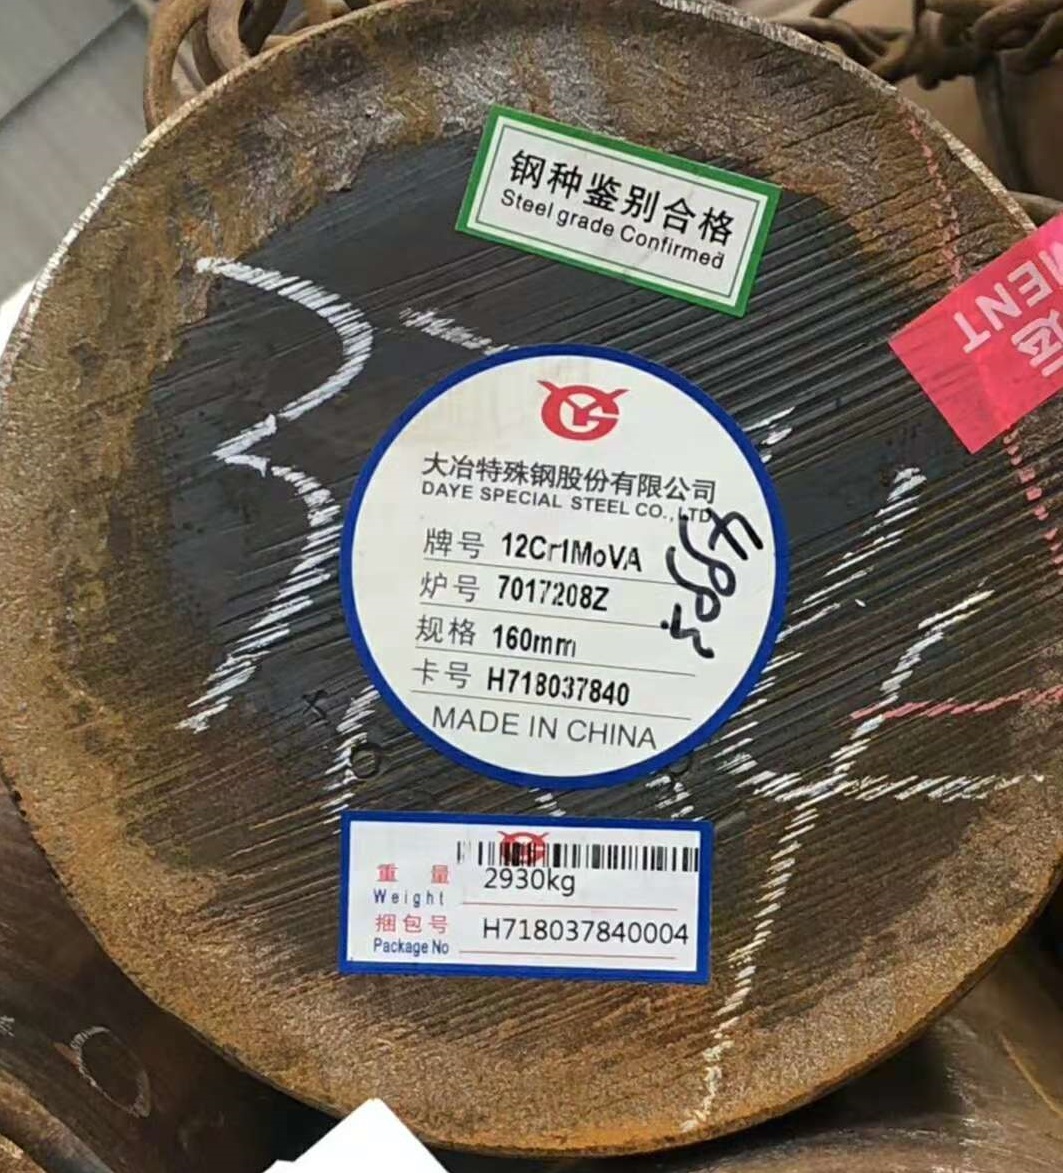 钢种鉴别合格
Steel grade Confirmed
大冶特殊钢股份有限公司
DAYE SPECIAL STEEL CO.,LTD
牌号 12Cr1MoVA
炉号 7017208Z
规格 160mm
卡号 H718037840
MADE IN CHINA
重量 2930kg
Weight
捆包号 H718037840004
Package No